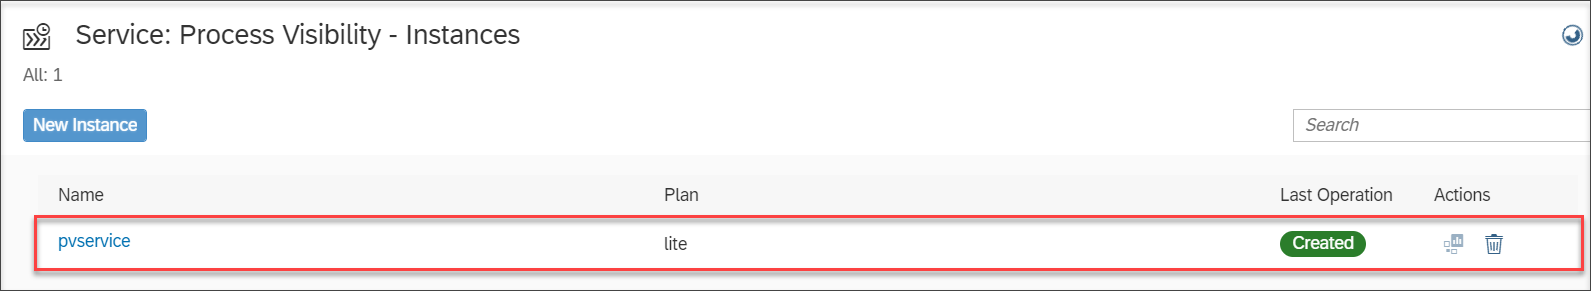 Service: Process Visibility - Instances
All: 1
New Instance
Search
Name Plan Last Operation Actions
pvservice lite Created